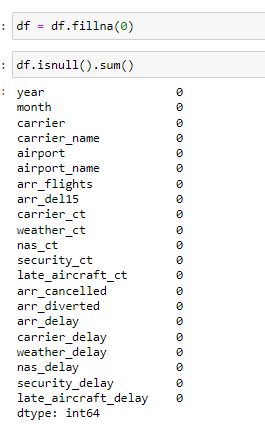 : df = df.fillna(0)
: df.isnull().sum()
: year 0
month 0
carrier 0
carrier_name 0
airport 0
airport_name 0
arr_flights 0
arr_del15 0
carrier_ct 0
weather_ct 0
nas_ct 0
security_ct 0
late_aircraft_ct 0
arr_cancelled 0
arr_diverted 0
arr_delay 0
carrier_delay 0
weather_delay 0
nas_delay 0
security_delay 0
late_aircraft_delay 0
dtype: int64